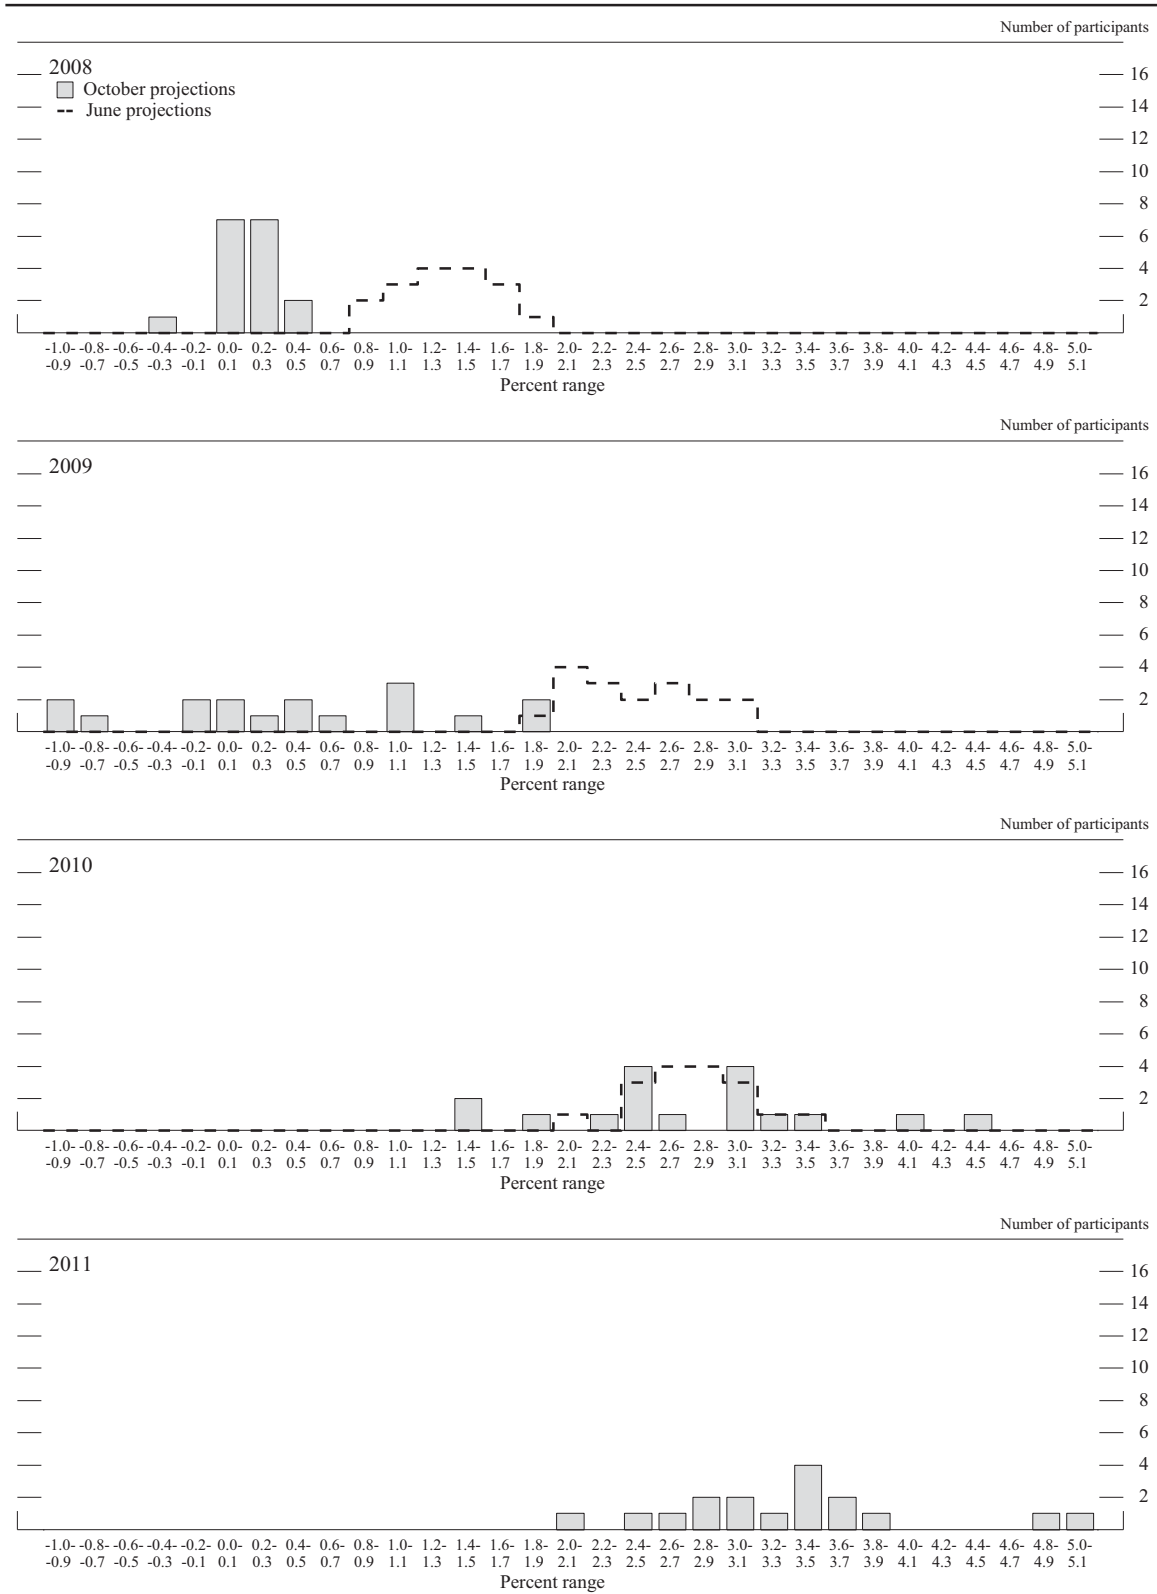 Number of participants
2008
October projections
June projections
16
14
12
10
8
6
4
2
-1.0- -0.8- -0.6- -0.4- -0.2- 0.0- 0.2- 0.4- 0.6- 0.8- 1.0- 1.2- 1.4- 1.6- 1.8- 2.0- 2.2- 2.4- 2.6- 2.8- 3.0- 3.2- 3.4- 3.6- 3.8- 4.0- 4.2- 4.4- 4.6- 4.8- 5.0-
-0.9 -0.7 -0.5 -0.3 -0.1 0.1 0.3 0.5 0.7 0.9 1.1 1.3 1.5 1.7 1.9 2.1 2.3 2.5 2.7 2.9 3.1 3.3 3.5 3.7 3.9 4.1 4.3 4.5 4.7 4.9 5.1
Percent range
Number of participants
2009
16
14
12
10
8
6
4
2
-1.0- -0.8- -0.6- -0.4- -0.2- 0.0- 0.2- 0.4- 0.6- 0.8- 1.0- 1.2- 1.4- 1.6- 1.8- 2.0- 2.2- 2.4- 2.6- 2.8- 3.0- 3.2- 3.4- 3.6- 3.8- 4.0- 4.2- 4.4- 4.6- 4.8- 5.0-
-0.9 -0.7 -0.5 -0.3 -0.1 0.1 0.3 0.5 0.7 0.9 1.1 1.3 1.5 1.7 1.9 2.1 2.3 2.5 2.7 2.9 3.1 3.3 3.5 3.7 3.9 4.1 4.3 4.5 4.7 4.9 5.1
Percent range
Number of participants
2010
16
14
12
10
8
6
4
2
-1.0- -0.8- -0.6- -0.4- -0.2- 0.0- 0.2- 0.4- 0.6- 0.8- 1.0- 1.2- 1.4- 1.6- 1.8- 2.0- 2.2- 2.4- 2.6- 2.8- 3.0- 3.2- 3.4- 3.6- 3.8- 4.0- 4.2- 4.4- 4.6- 4.8- 5.0-
-0.9 -0.7 -0.5 -0.3 -0.1 0.1 0.3 0.5 0.7 0.9 1.1 1.3 1.5 1.7 1.9 2.1 2.3 2.5 2.7 2.9 3.1 3.3 3.5 3.7 3.9 4.1 4.3 4.5 4.7 4.9 5.1
Percent range
Number of participants
2011
16
14
12
10
8
6
4
2
-1.0- -0.8- -0.6- -0.4- -0.2- 0.0- 0.2- 0.4- 0.6- 0.8- 1.0- 1.2- 1.4- 1.6- 1.8- 2.0- 2.2- 2.4- 2.6- 2.8- 3.0- 3.2- 3.4- 3.6- 3.8- 4.0- 4.2- 4.4- 4.6- 4.8- 5.0-
-0.9 -0.7 -0.5 -0.3 -0.1 0.1 0.3 0.5 0.7 0.9 1.1 1.3 1.5 1.7 1.9 2.1 2.3 2.5 2.7 2.9 3.1 3.3 3.5 3.7 3.9 4.1 4.3 4.5 4.7 4.9 5.1
Percent range